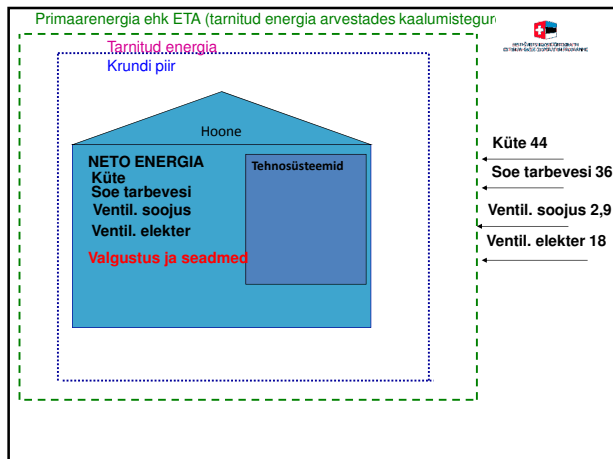 Primaarenergia ehk ETA (tarnitud energia arvestades kaalumistegure
Tarnitud energia
Krundi piir
Hoone
NETO ENERGIA
Küte
Soe tarbevesi
Ventil. soojus
Ventil. elekter
Valgustus ja seadmed
Tehnosüsteemid
Küte 44
Soe tarbevesi 36
Ventil. soojus 2,9
Ventil. elekter 18